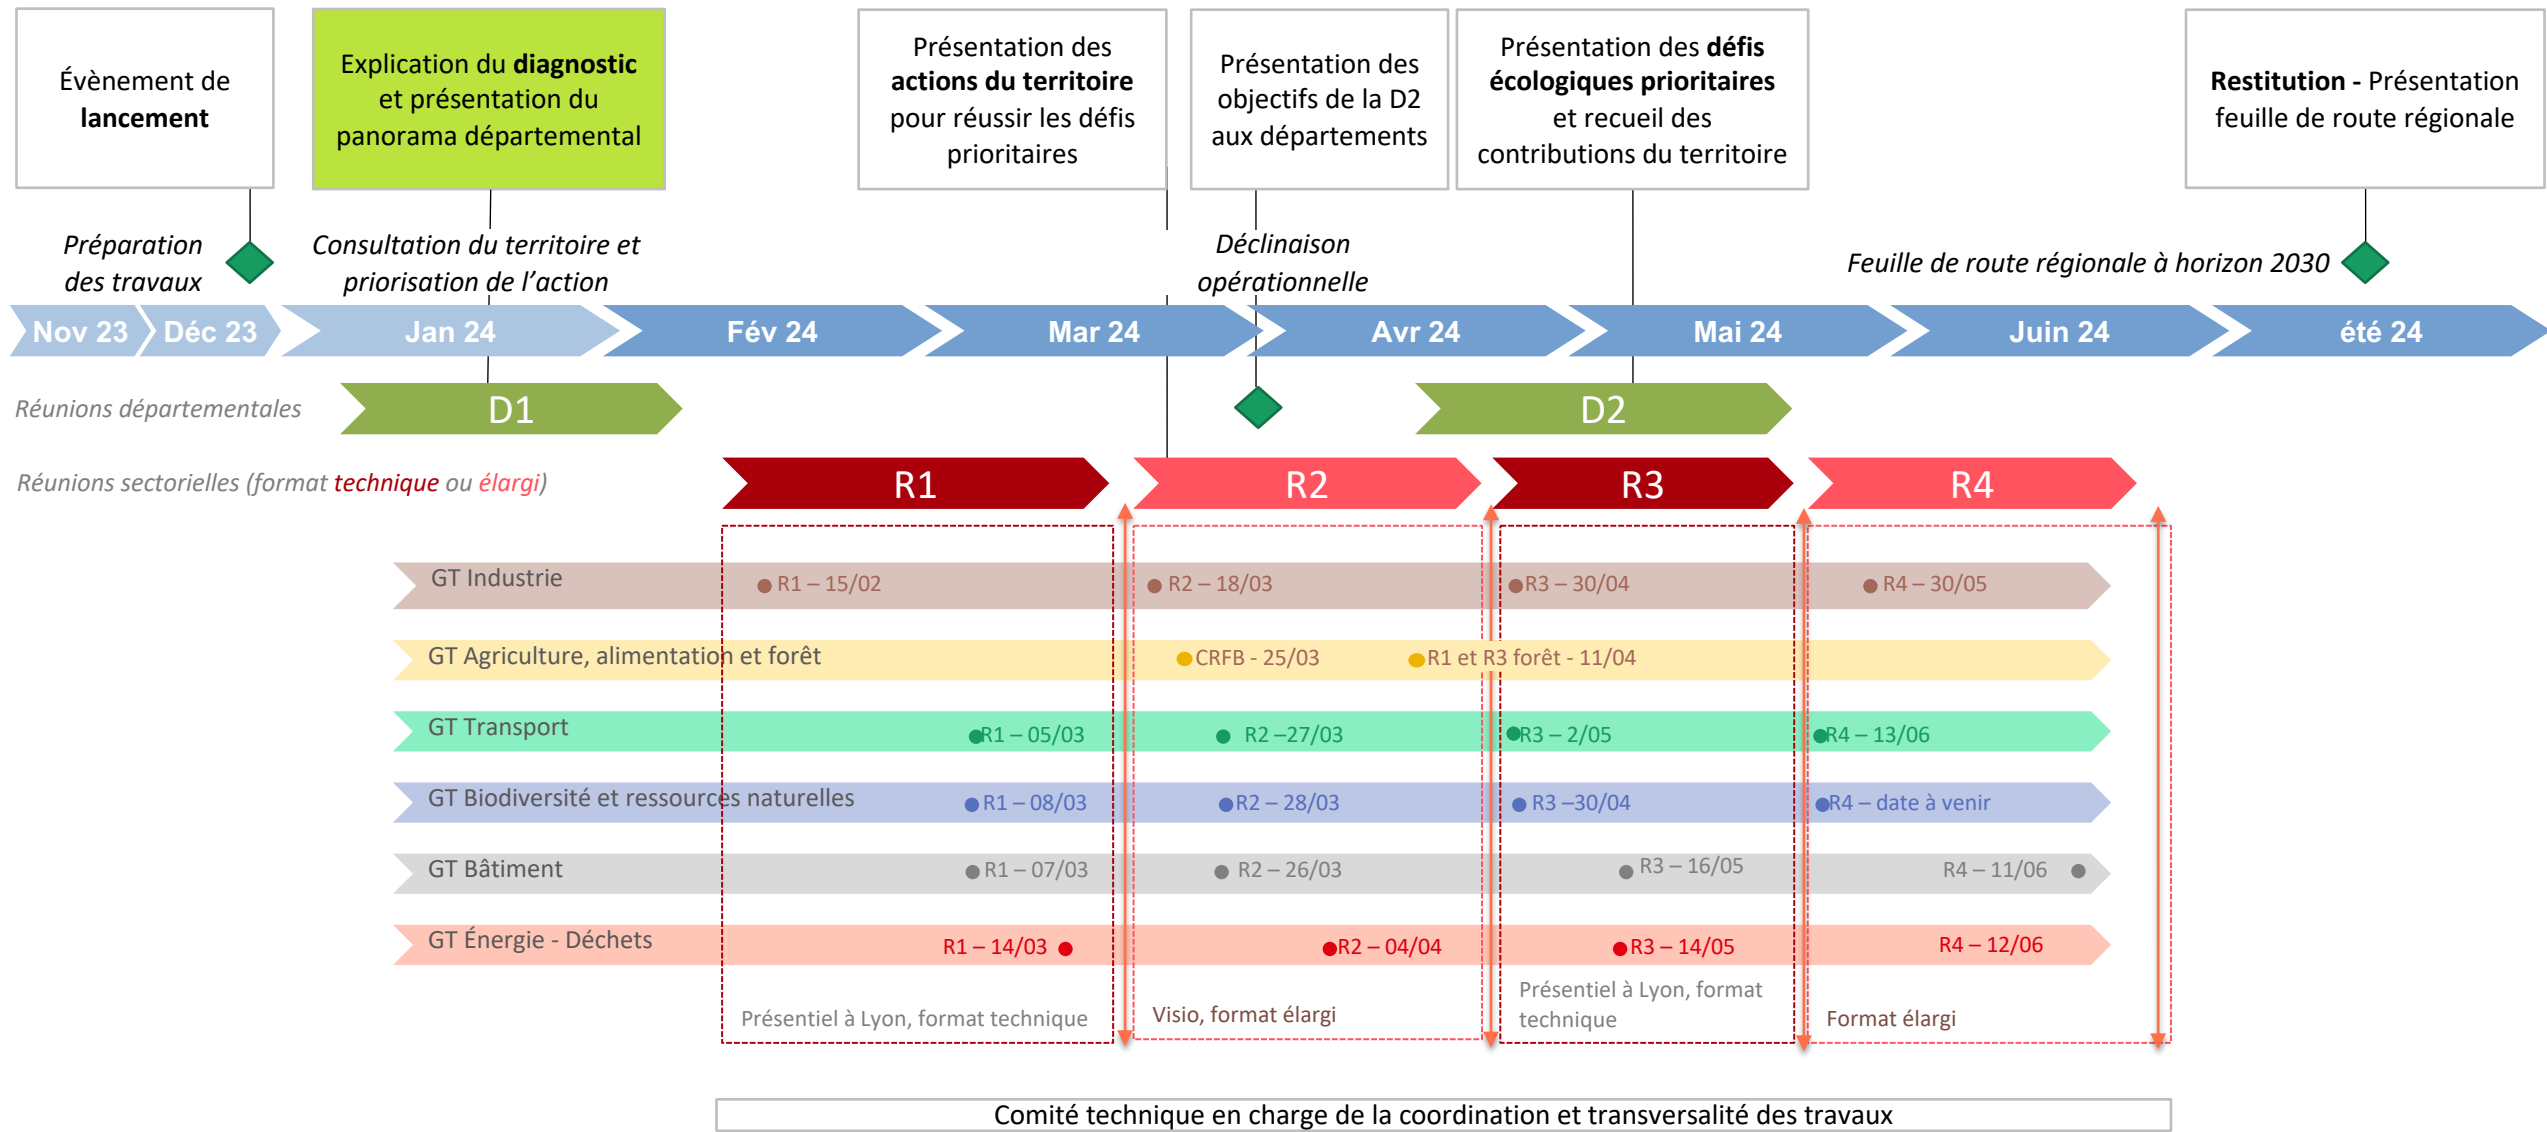 Évènement de
lancement
Explication du diagnostic
et présentation du
panorama départemental
Présentation des
actions du territoire
pour réussir les défis
prioritaires
Présentation des
objectifs de la D2
aux départements
Présentation des défis
écologiques prioritaires
et recueil des
contributions du territoire
Restitution - Présentation
feuille de route régionale
Préparation
des travaux
Consultation du territoire et
priorisation de l'action
Déclinaison
opérationnelle
Feuille de route régionale à horizon 2030
Nov 23
Déc 23
Jan 24
Fév 24
Mar 24
Avr 24
Mai 24
Juin 24
été 24
Réunions départementales
D1
D2
Réunions sectorielles (format technique ou élargi)
R1
R2
R3
R4
GT Industrie
R1 – 15/02
R2 – 18/03
R3 – 30/04
R4 – 30/05
GT Agriculture, alimentation et forêt
CRFB - 25/03
R1 et R3 forêt - 11/04
GT Transport
R1 – 05/03
R2 –27/03
R3 – 2/05
R4 – 13/06
GT Biodiversité et ressources naturelles
R1 – 08/03
R2 – 28/03
R3 –30/04
R4 – date à venir
GT Bâtiment
R1 – 07/03
R2 – 26/03
R3 – 16/05
R4 – 11/06
GT Énergie - Déchets
R1 – 14/03
R2 – 04/04
R3 – 14/05
R4 – 12/06
Présentiel à Lyon, format technique
Visio, format élargi
Présentiel à Lyon, format
technique
Format élargi
Comité technique en charge de la coordination et transversalité des travaux